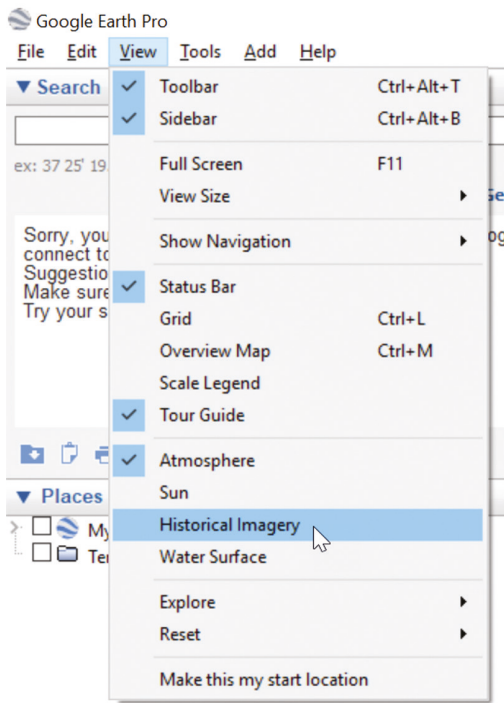 Google Earth Pro
File Edit View Tools Add Help
Search
ex: 37 25' 19
Sorry, you
connect to
Suggestio
Make sure
Try your s
Toolbar Ctrl+Alt+T
Sidebar Ctrl+Alt+B
Full Screen F11
View Size
Show Navigation
Status Bar
Grid Ctrl+L
Overview Map Ctrl+M
Scale Legend
Tour Guide
Atmosphere
Sun
Historical Imagery
Water Surface
Explore
Reset
Make this my start location
Places
My
Te